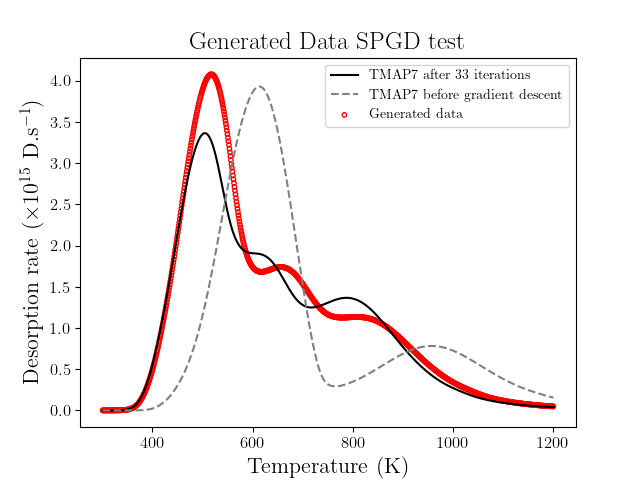 Generated Data SPGD test
TMAP7 after 33 iterations
TMAP7 before gradient descent
Generated data
Desorption rate (×10¹⁵ D.s⁻¹)
4.0
3.5
3.0
2.5
2.0
1.5
1.0
0.5
0.0
400 600 800 1000 1200
Temperature (K)